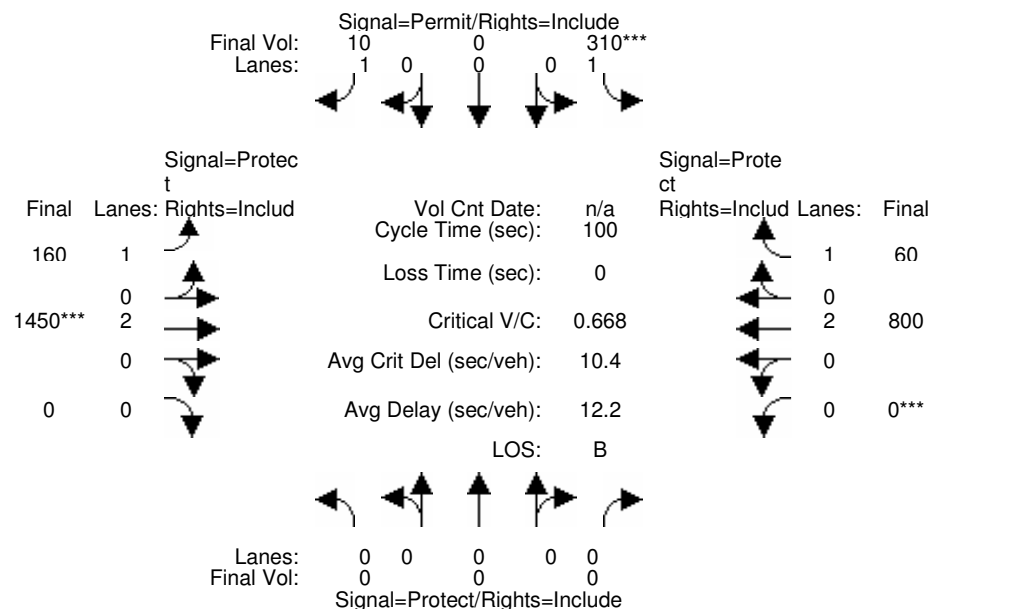 Signal=Permit/Rights=Include
Final Vol: 10 0 310***
Lanes: 1 0 0 0 1
Signal=Protec
t
Signal=Prote
ct
Final Lanes: Rights=Includ Vol Cnt Date: n/a Rights=Includ Lanes: Final
Cycle Time (sec): 100
160 1 1 60
Loss Time (sec): 0
0 0
1450*** 2 Critical V/C: 0.668 2 800
0 Avg Crit Del (sec/veh): 10.4 0
0 0 Avg Delay (sec/veh): 12.2 0 0***
LOS: B
Lanes: 0 0 0 0 0
Final Vol: 0 0 0
Signal=Protect/Rights=Include